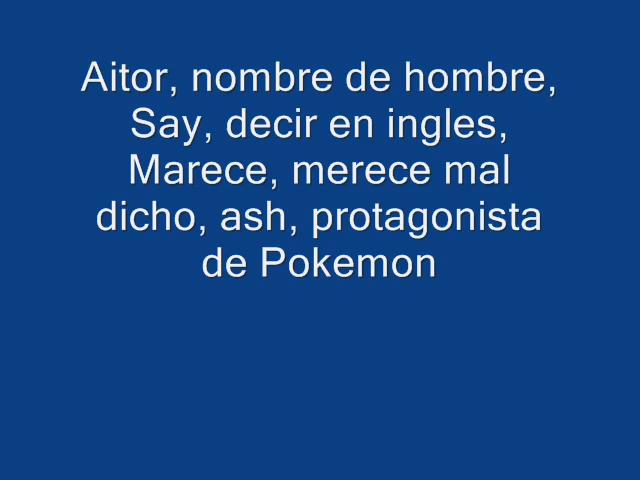 Aitor, nombre de hombre,
Say, decir en ingles,
Marece, merece mal
dicho, ash, protagonista
de Pokemon